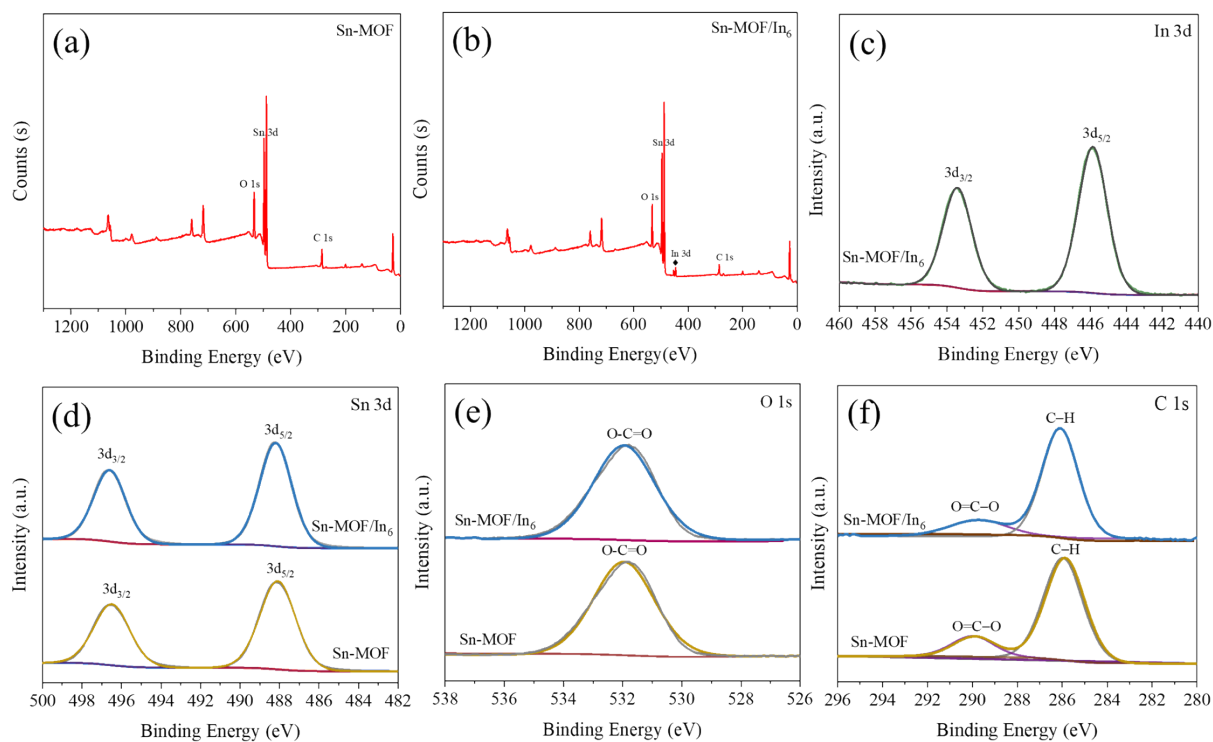 (a)
Sn-MOF
Counts (s)
Sn 3d
O 1s
C 1s
1200 1000 800 600 400 200 0
Binding Energy (eV)
(b)
Sn-MOF/In₆
Counts (s)
Sn 3d
O 1s
In 3d
C 1s
1200 1000 800 600 400 200 0
Binding Energy(eV)
(c)
In 3d
Intensity (a.u.)
3d₅/₂
3d₃/₂
Sn-MOF/In₆
460 458 456 454 452 450 448 446 444 442 440
Binding Energy (eV)
(d)
Sn 3d
Intensity (a.u.)
3d₅/₂
3d₃/₂
Sn-MOF/In₆
3d₅/₂
3d₃/₂
Sn-MOF
500 498 496 494 492 490 488 486 484 482
Binding Energy (eV)
(e)
O 1s
Intensity (a.u.)
O-C=O
Sn-MOF/In₆
O-C=O
Sn-MOF
538 536 534 532 530 528 526
Binding Energy (eV)
(f)
C 1s
Intensity (a.u.)
C−H
O=C−O
Sn-MOF/In₆
C−H
O=C−O
Sn-MOF
296 294 292 290 288 286 284 282 280
Binding Energy (eV)